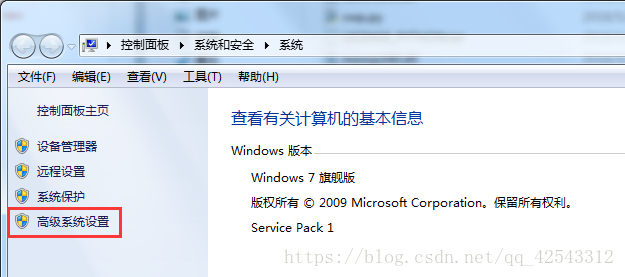 控制面板 ▸ 系统和安全 ▸ 系统
文件(F) 编辑(E) 查看(V) 工具(T) 帮助(H)
控制面板主页
设备管理器
远程设置
系统保护
高级系统设置
查看有关计算机的基本信息
Windows 版本
Windows 7 旗舰版
版权所有 © 2009 Microsoft Corporation。保留所有权利。
Service Pack 1
https://blog.csdn.net/qq_42543312